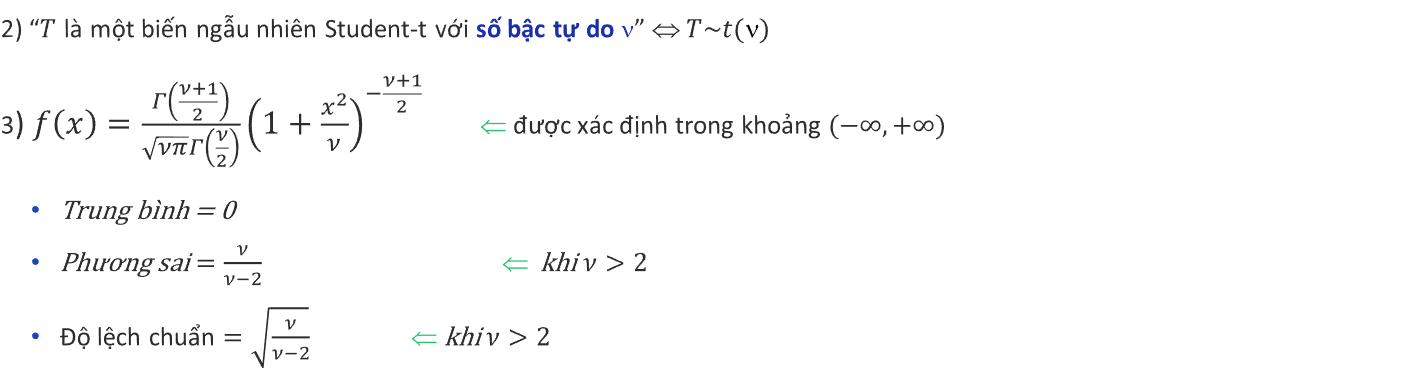 2) “T là một biến ngẫu nhiên Student-t với số bậc tự do ν” ⇔ T~t(ν)
3) f(x) = Γ((ν+1)/2) / (√(νπ) Γ(ν/2)) (1 + x²/ν)^(−(ν+1)/2) ⇐ được xác định trong khoảng (−∞, +∞)
• Trung bình = 0
• Phương sai = ν/(ν−2) ⇐ khi ν > 2
• Độ lệch chuẩn = √(ν/(ν−2)) ⇐ khi ν > 2